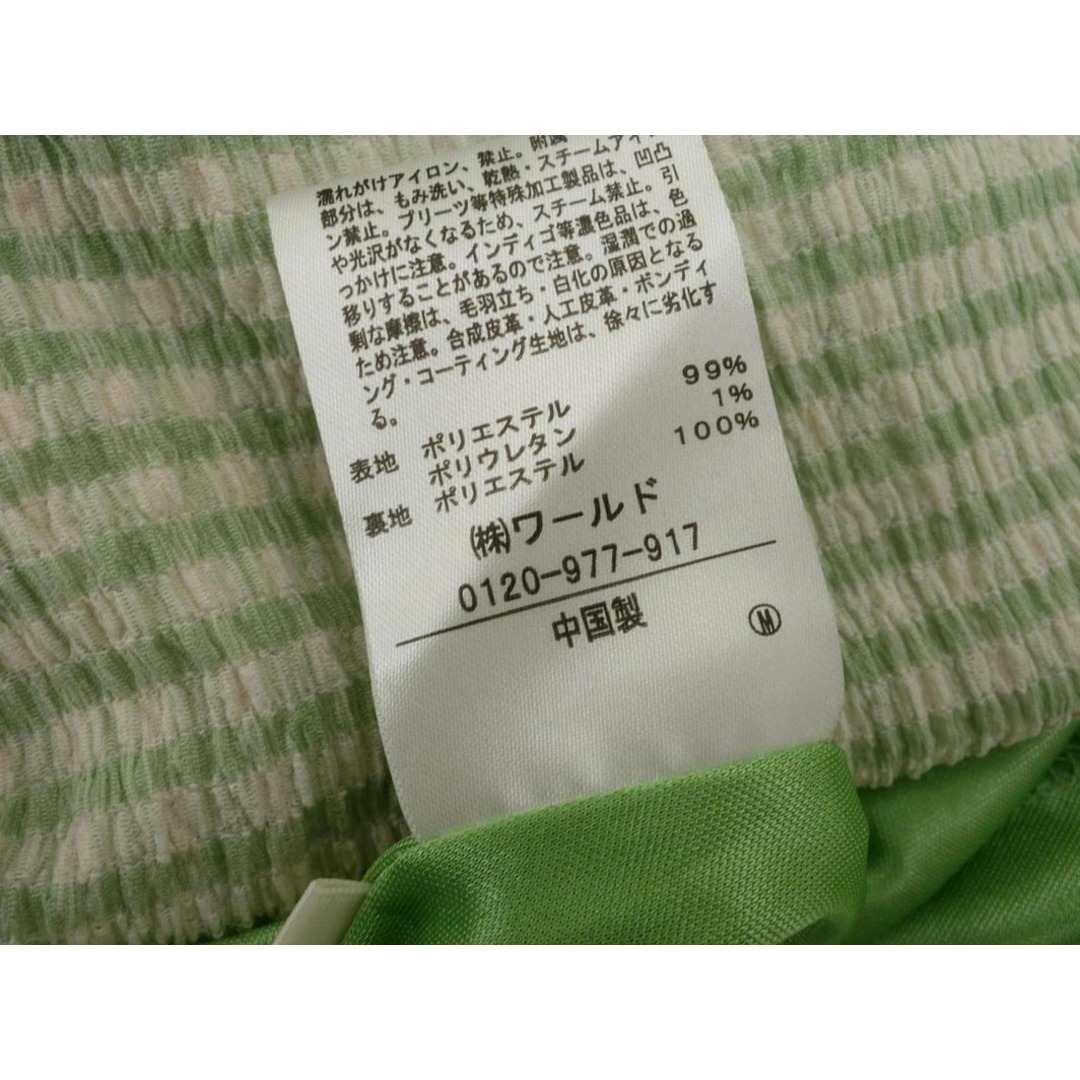 濡れがけアイロン、禁止。附属
部分は、もみ洗い、乾熱・スチームアイ
ン禁止。プリーツ等特殊加工製品は、凹凸
や光沢がなくなるため、スチーム禁止。引
っかけに注意。インディゴ等濃色品は、色
移りすることがあるので注意。湿潤での過
剰な摩擦は、毛羽立ち・白化の原因となる
ため注意。合成皮革・人工皮革・ボンディ
ング・コーティング生地は、徐々に劣化す
る。
表地 ポリエステル 99%
ポリウレタン 1%
裏地 ポリエステル 100%
㈱ワールド
0120-977-917
中国製 Ⓜ